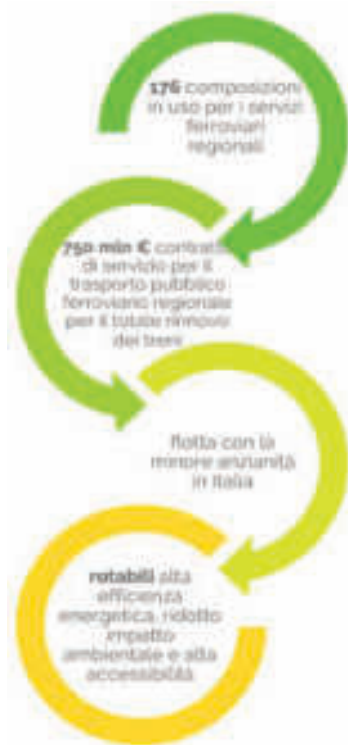 176 composizioni
in uso per i servizi
ferroviari
regionali
750 mln € contratto
di servizio per il
trasporto pubblico
ferroviario regionale
per il totale rinnovo
dei treni
flotta con la
minore anzianità
in Italia
rotabili alta
efficienza
energetica, ridotto
impatto
ambientale e alta
accessibilità